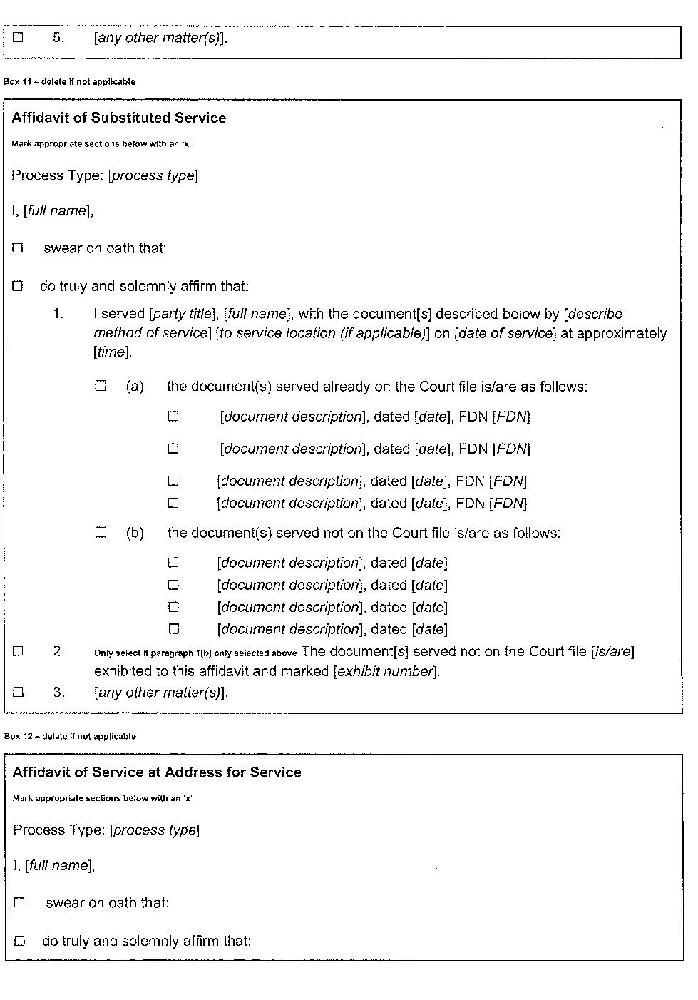 ☐ 5. [any other matter(s)].
Box 11 – delete if not applicable
Affidavit of Substituted Service
Mark appropriate sections below with an ‘x’
Process Type: [process type]
I, [full name],
☐ swear on oath that:
☐ do truly and solemnly affirm that:
1. I served [party title], [full name], with the document[s] described below by [describe
method of service] [to service location (if applicable)] on [date of service] at approximately
[time].
☐ (a) the document(s) served already on the Court file is/are as follows:
☐ [document description], dated [date], FDN [FDN]
☐ [document description], dated [date], FDN [FDN]
☐ [document description], dated [date], FDN [FDN]
☐ [document description], dated [date], FDN [FDN]
☐ (b) the document(s) served not on the Court file is/are as follows:
☐ [document description], dated [date]
☐ [document description], dated [date]
☐ [document description], dated [date]
☐ [document description], dated [date]
☐ 2. Only select if paragraph 1(b) only selected above The document[s] served not on the Court file [is/are]
exhibited to this affidavit and marked [exhibit number].
☐ 3. [any other matter(s)].
Box 12 – delete if not applicable
Affidavit of Service at Address for Service
Mark appropriate sections below with an ‘x’
Process Type: [process type]
I, [full name],
☐ swear on oath that:
☐ do truly and solemnly affirm that: